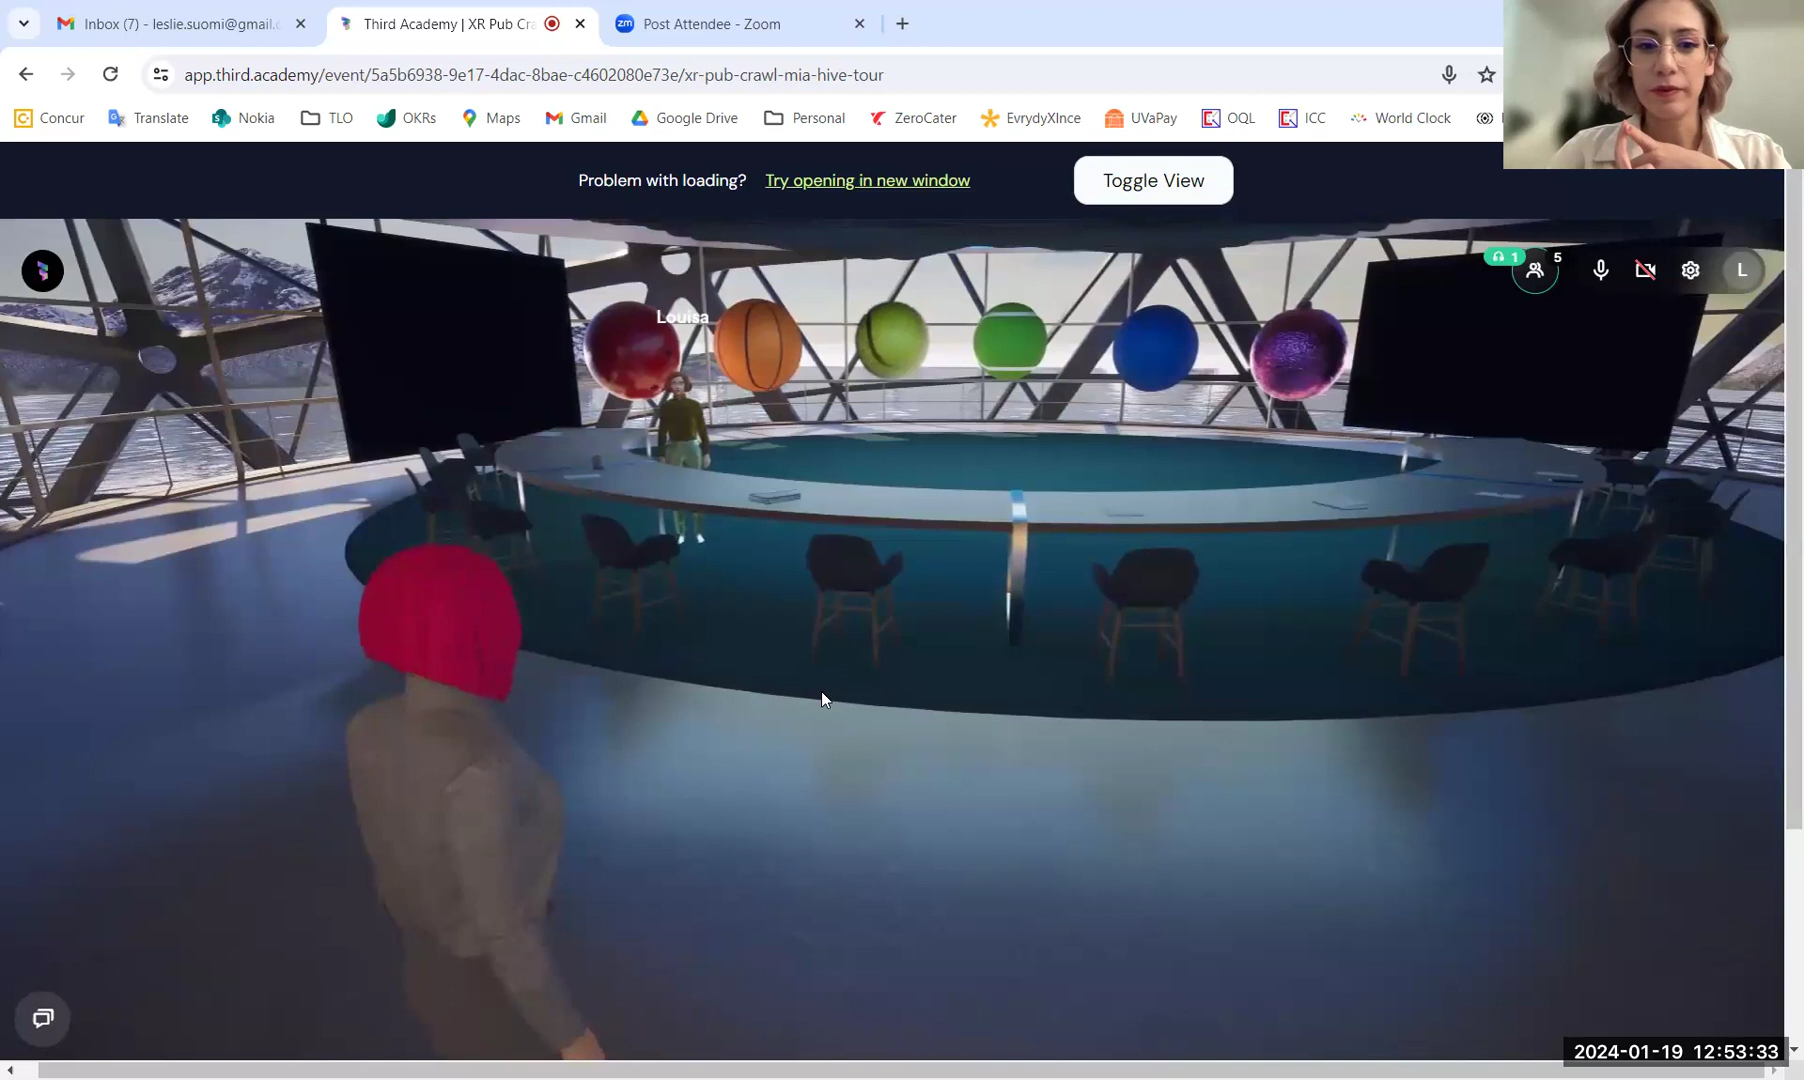 Inbox (7) - leslie.suomi@gmail.c
Third Academy | XR Pub Cra
zm Post Attendee - Zoom
app.third.academy/event/5a5b6938-9e17-4dac-8bae-c4602080e73e/xr-pub-crawl-mia-hive-tour
Concur Translate Nokia TLO OKRs Maps Gmail Google Drive Personal ZeroCater EvrydyXInce UVaPay OQL ICC World Clock
Problem with loading? Try opening in new window Toggle View
1 5 L
Louisa
2024-01-19 12:53:33